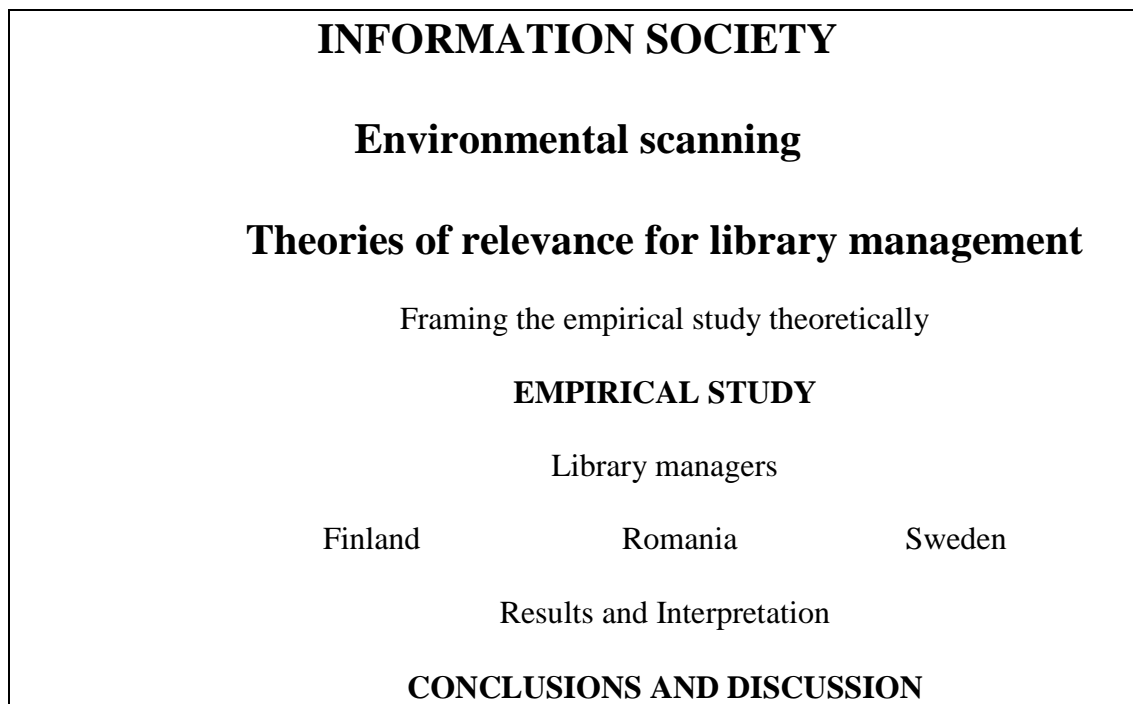 INFORMATION SOCIETY
Environmental scanning
Theories of relevance for library management
Framing the empirical study theoretically
EMPIRICAL STUDY
Library managers
Finland Romania Sweden
Results and Interpretation
CONCLUSIONS AND DISCUSSION